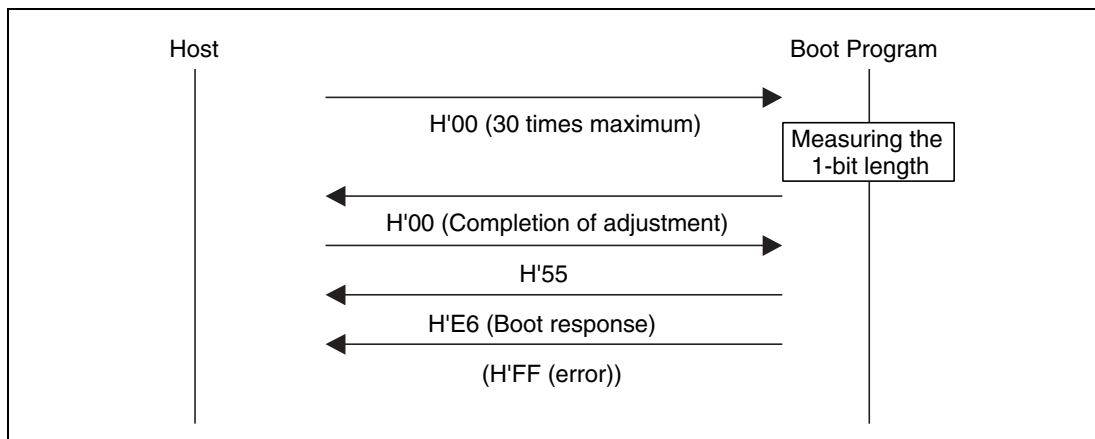 Host
Boot Program
H'00 (30 times maximum)
Measuring the
1-bit length
H'00 (Completion of adjustment)
H'55
H'E6 (Boot response)
(H'FF (error))